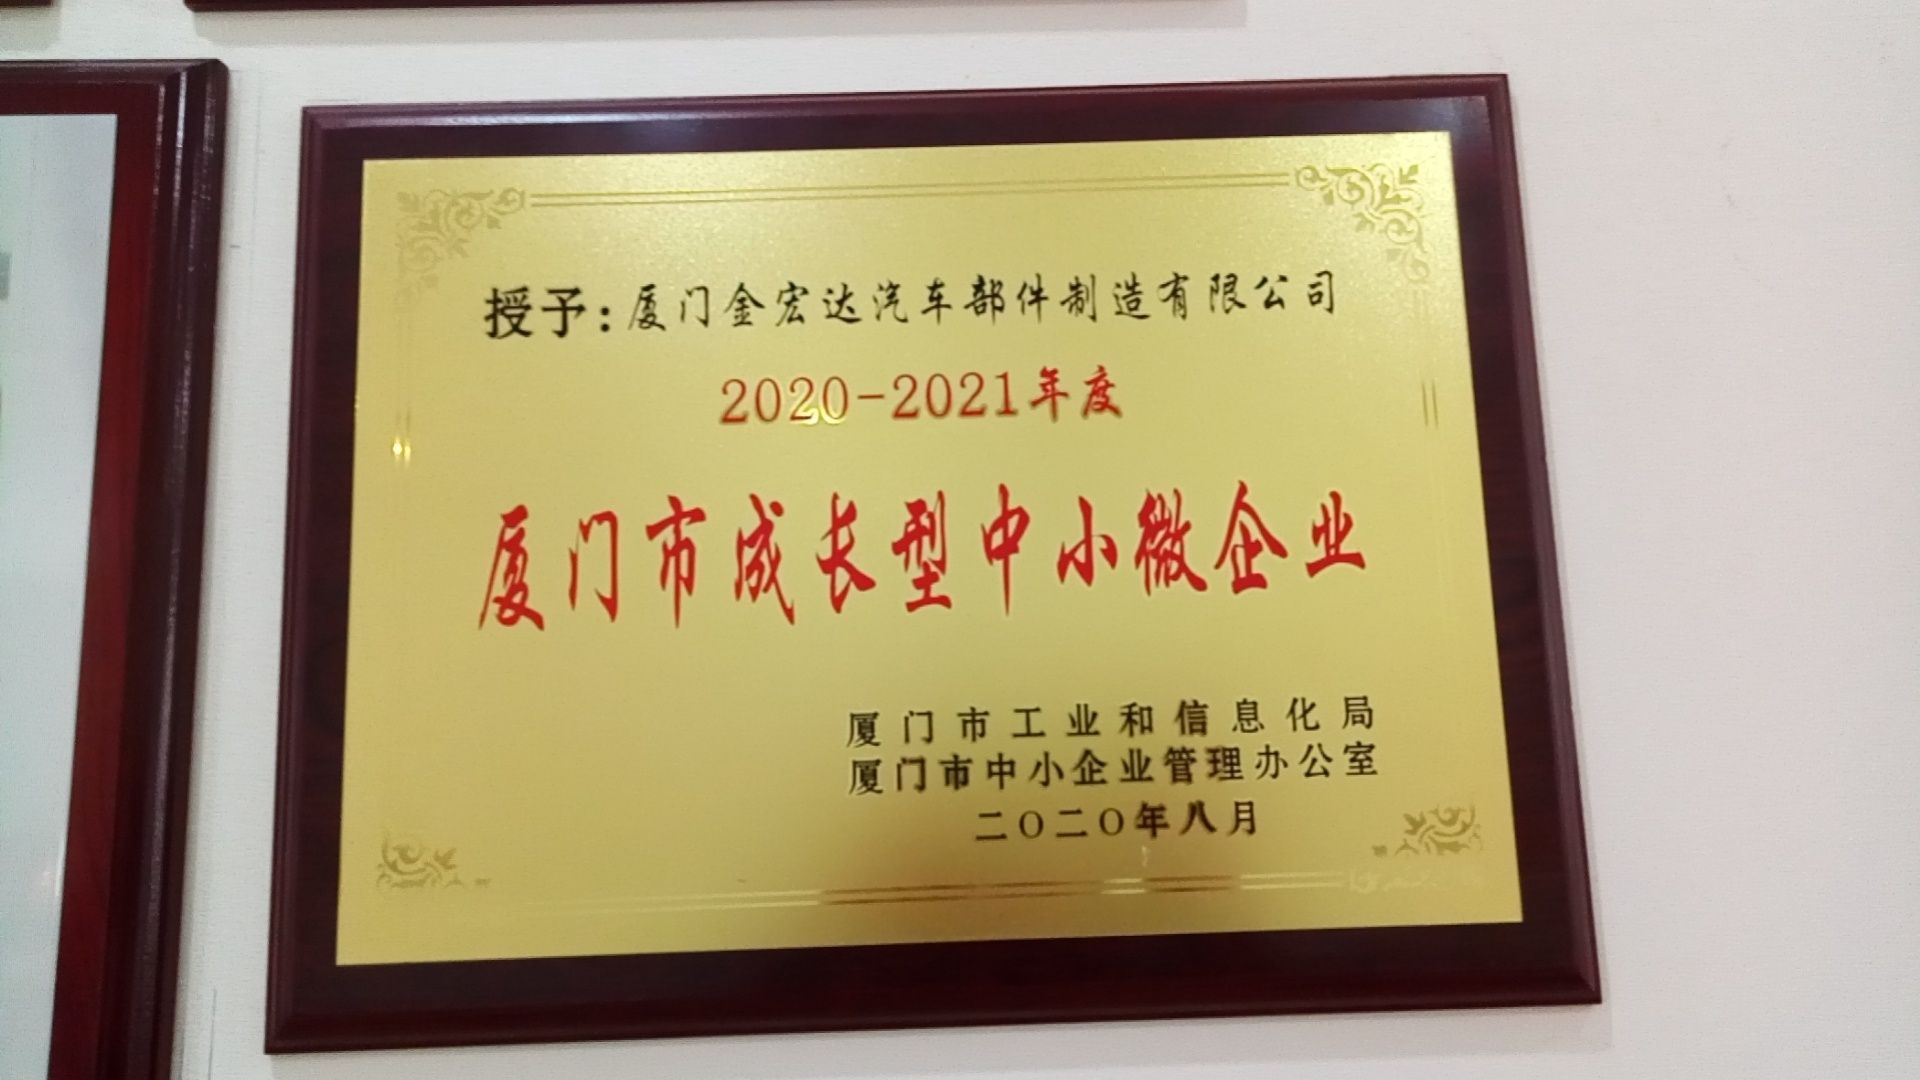 授予：厦门金宏达汽车部件制造有限公司
2020-2021年度
厦门市成长型中小微企业
厦门市工业和信息化局
厦门市中小企业管理办公室
二〇二〇年八月